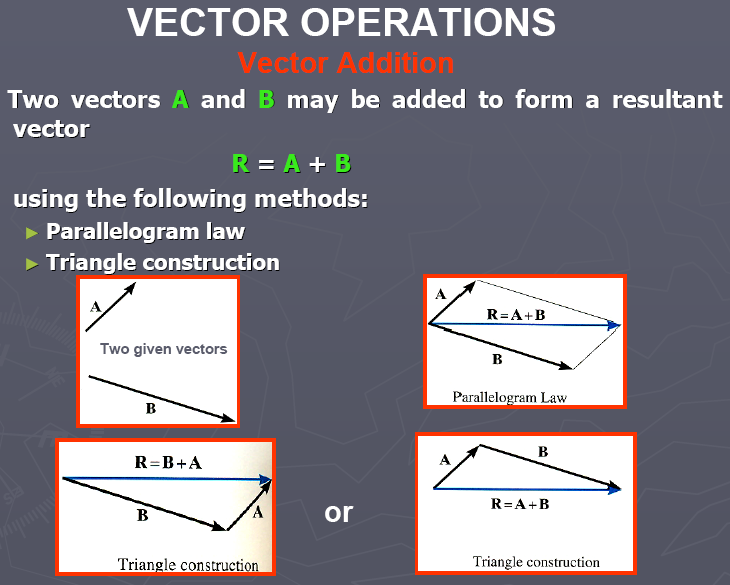 VECTOR OPERATIONS
Vector Addition
Two vectors A and B may be added to form a resultant
vector
R = A + B
using the following methods:
► Parallelogram law
► Triangle construction
A
Two given vectors
B
A
R=A+B
B
Parallelogram Law
R=B+A
B
A
Triangle construction
or
A
B
R=A+B
Triangle construction